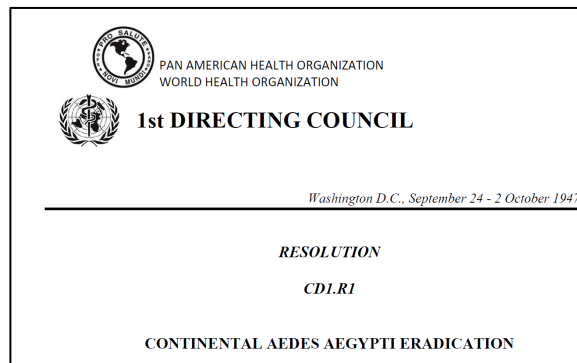 PRO SALUTE
NOVI MUNDI
PAN AMERICAN HEALTH ORGANIZATION
WORLD HEALTH ORGANIZATION
1st DIRECTING COUNCIL
Washington D.C., September 24 - 2 October 1947
RESOLUTION
CD1.R1
CONTINENTAL AEDES AEGYPTI ERADICATION